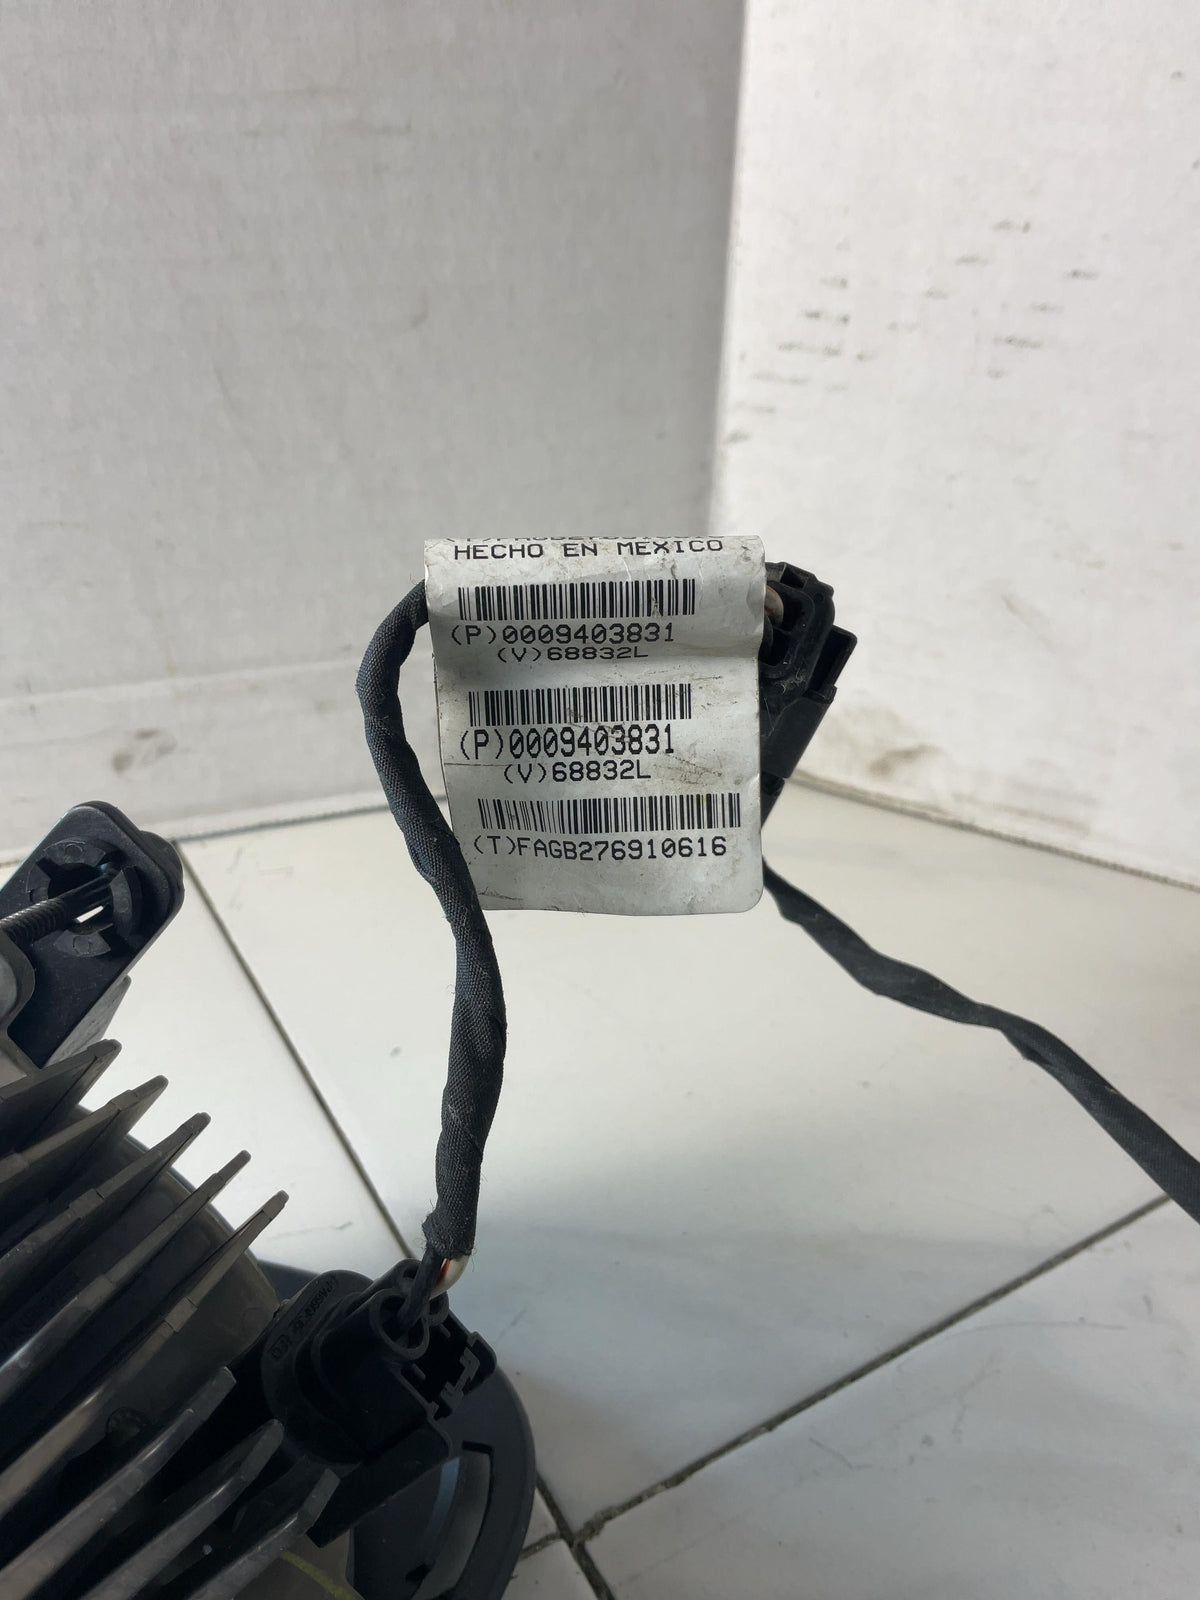 HECHO EN MEXICO
(P)0009403831
(V)68832L
(P)0009403831
(V)68832L
(T)FAGB276910616